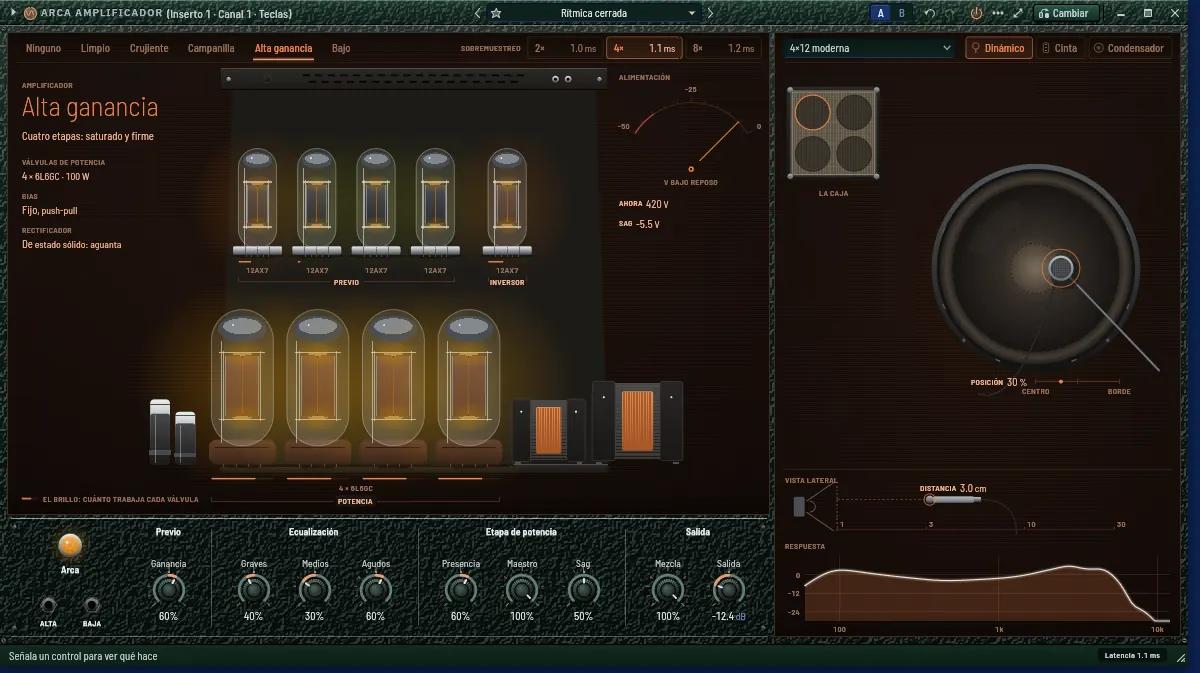 ARCA AMPLIFICADOR (Inserto 1 · Canal 1 · Teclas)
Rítmica cerrada
A B
Cambiar
Ninguno Limpio Crujiente Campanilla Alta ganancia Bajo
SOBREMUESTREO 2× 1.0 ms 4× 1.1 ms 8× 1.2 ms
AMPLIFICADOR
Alta ganancia
Cuatro etapas: saturado y firme
VÁLVULAS DE POTENCIA
4 × 6L6GC · 100 W
BIAS
Fijo, push-pull
RECTIFICADOR
De estado sólido: aguanta
12AX7 12AX7 12AX7 12AX7 12AX7
PREVIO INVERSOR
4 × 6L6GC
POTENCIA
EL BRILLO: CUÁNTO TRABAJA CADA VÁLVULA
ALIMENTACIÓN
-50 -25 0
V BAJO REPOSO
AHORA 420 V
SAG -5.5 V
4×12 moderna
Dinámico Cinta Condensador
LA CAJA
POSICIÓN 30 %
CENTRO BORDE
VISTA LATERAL
DISTANCIA 3.0 cm
1 3 10 30
RESPUESTA
0
-12
-24
100 1k 10k
Arca
ALTA BAJA
Previo
Ganancia
60%
Ecualización
Graves Medios Agudos
40% 30% 60%
Etapa de potencia
Presencia Maestro Sag
60% 100% 50%
Salida
Mezcla Salida
100% -12.4 dB
Señala un control para ver qué hace
Latencia 1.1 ms